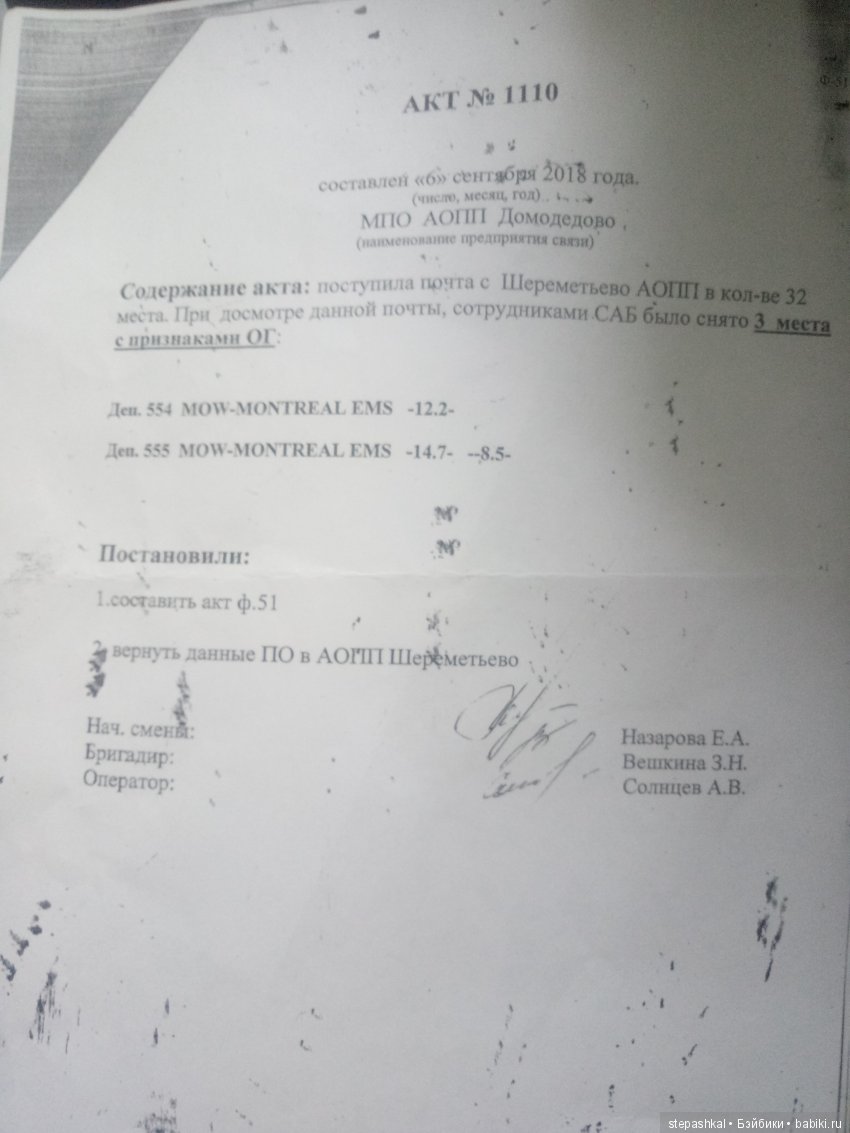 Ф-51
АКТ № 1110
составлен «6» сентября 2018 года.
(число, месяц, год)
МПО АОПП Домодедово ,
(наименование предприятия связи)
Содержание акта: поступила почта с Шереметьево АОПП в кол-ве 32
места. При досмотре данной почты, сотрудниками САБ было снято 3 места
с признаками ОГ:
Деп. 554 MOW-MONTREAL EMS -12.2-
Деп. 555 MOW-MONTREAL EMS -14.7- --8.5-
Постановили:
1.составить акт ф.51
2. вернуть данные ПО в АОПП Шереметьево
Нач. смены: Назарова Е.А.
Бригадир: Вешкина З.Н.
Оператор: Солнцев А.В.
stepashkal • Бэйбики • babiki.ru